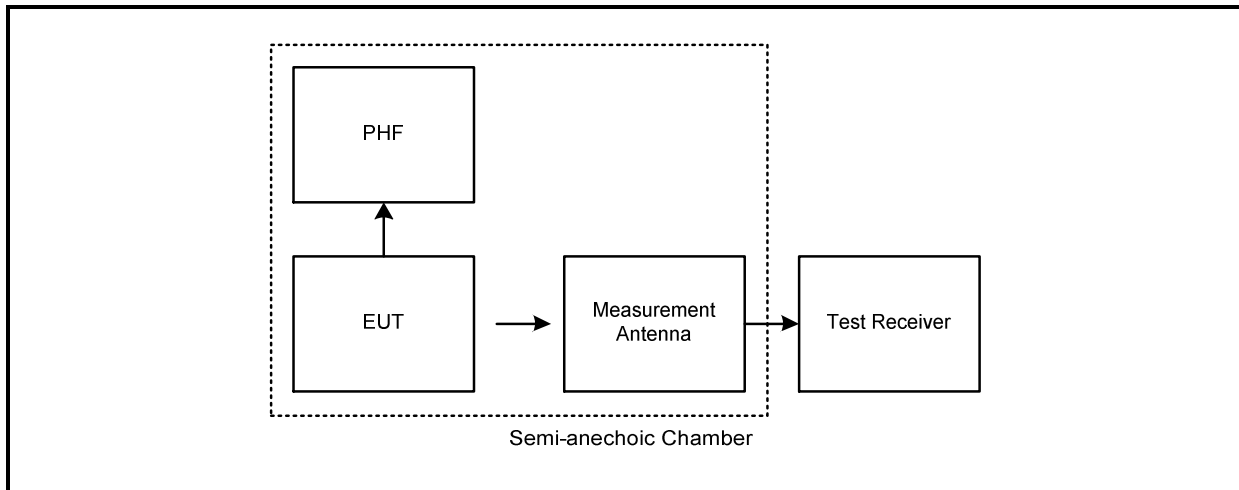 PHF
EUT
Measurement
Antenna
Test Receiver
Semi-anechoic Chamber